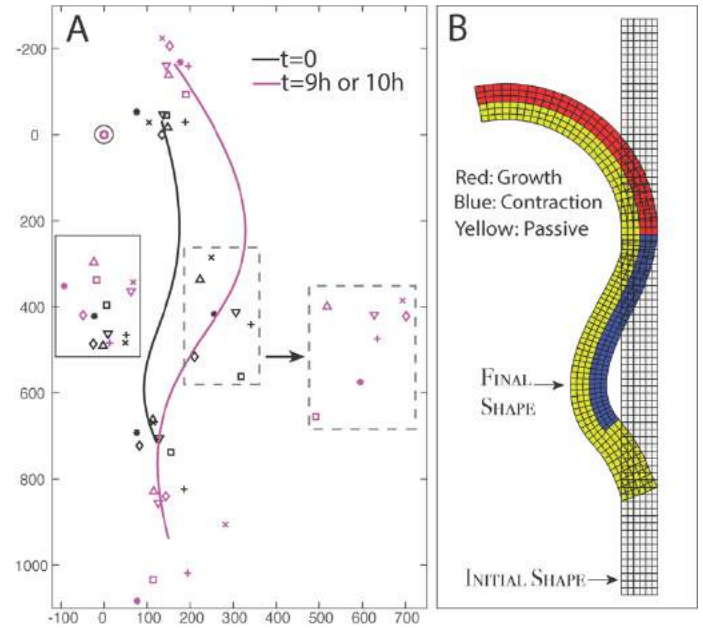 A
t=0
t=9h or 10h
-200
0
200
400
600
800
1000
-100
0
100
200
300
400
500
600
700
B
Red: Growth
Blue: Contraction
Yellow: Passive
FINAL
SHAPE
INITIAL SHAPE